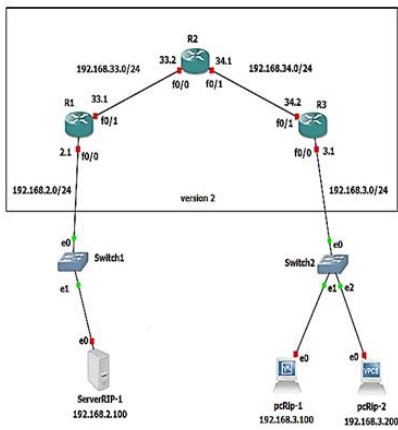 R2
192.168.33.0/24
33.2
34.1
192.168.34.0/24
f0/0
f0/1
R1
33.1
f0/1
34.2
R3
f0/1
2.1
f0/0
f0/0
3.1
192.168.2.0/24
192.168.3.0/24
version 2
e0
Switch1
e1
e0
Switch2
e1
e2
e0
ServerRIP-1
192.168.2.100
e0
pcRip-1
192.168.3.100
e0
VPCS
pcRip-2
192.168.3.200